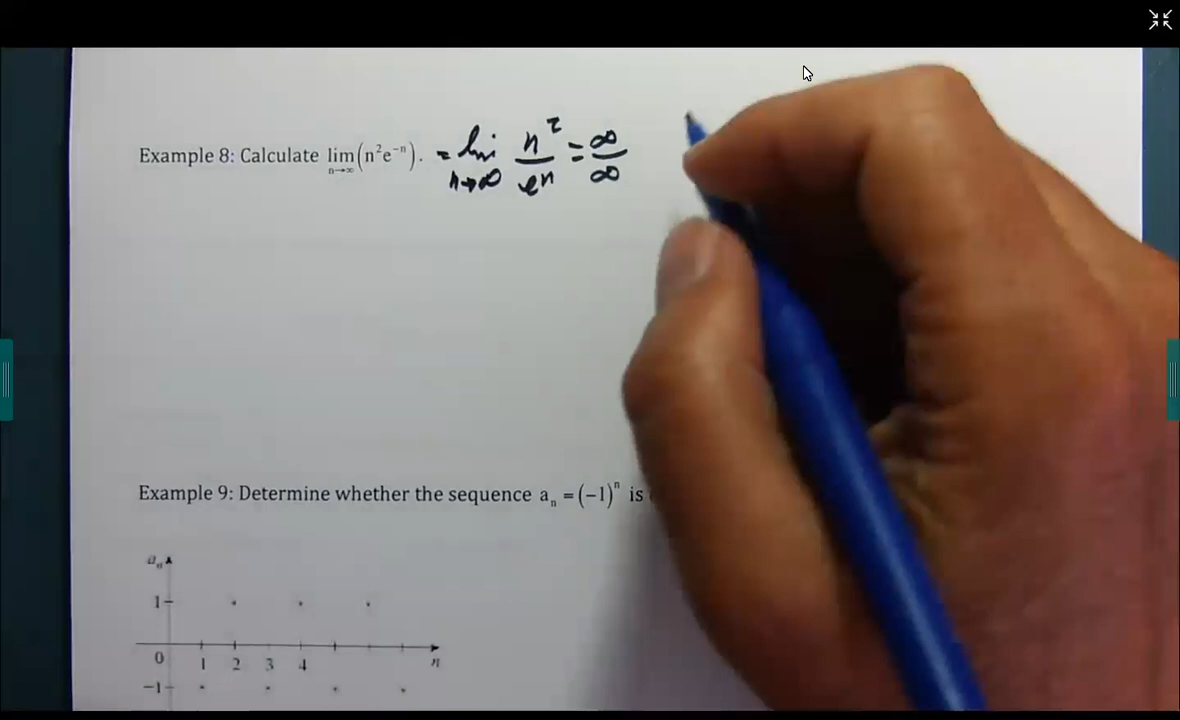 Example 8: Calculate lim n→∞ (n²e⁻ⁿ). = lim n→∞ n²/eⁿ = ∞/∞
Example 9: Determine whether the sequence aₙ = (−1)ⁿ is
aₙ
1
0 1 2 3 4 n
−1